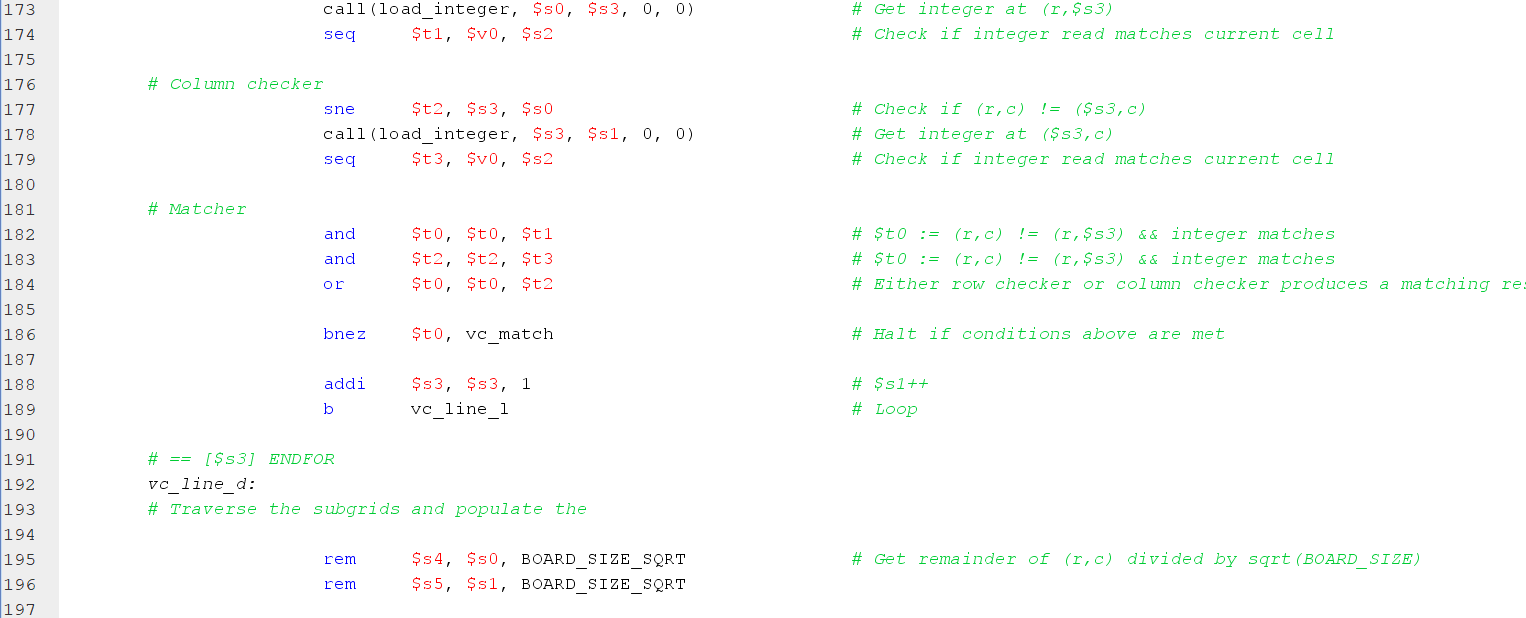 173 call(load_integer, $s0, $s3, 0, 0) # Get integer at (r,$s3)
174 seq $t1, $v0, $s2 # Check if integer read matches current cell
175
176 # Column checker
177 sne $t2, $s3, $s0 # Check if (r,c) != ($s3,c)
178 call(load_integer, $s3, $s1, 0, 0) # Get integer at ($s3,c)
179 seq $t3, $v0, $s2 # Check if integer read matches current cell
180
181 # Matcher
182 and $t0, $t0, $t1 # $t0 := (r,c) != (r,$s3) && integer matches
183 and $t2, $t2, $t3 # $t0 := (r,c) != (r,$s3) && integer matches
184 or $t0, $t0, $t2 # Either row checker or column checker produces a matching
185
186 bnez $t0, vc_match # Halt if conditions above are met
187
188 addi $s3, $s3, 1 # $s1++
189 b vc_line_l # Loop
190
191 # == [$s3] ENDFOR
192 vc_line_d:
193 # Traverse the subgrids and populate the
194
195 rem $s4, $s0, BOARD_SIZE_SQRT # Get remainder of (r,c) divided by sqrt(BOARD_SIZE)
196 rem $s5, $s1, BOARD_SIZE_SQRT
197